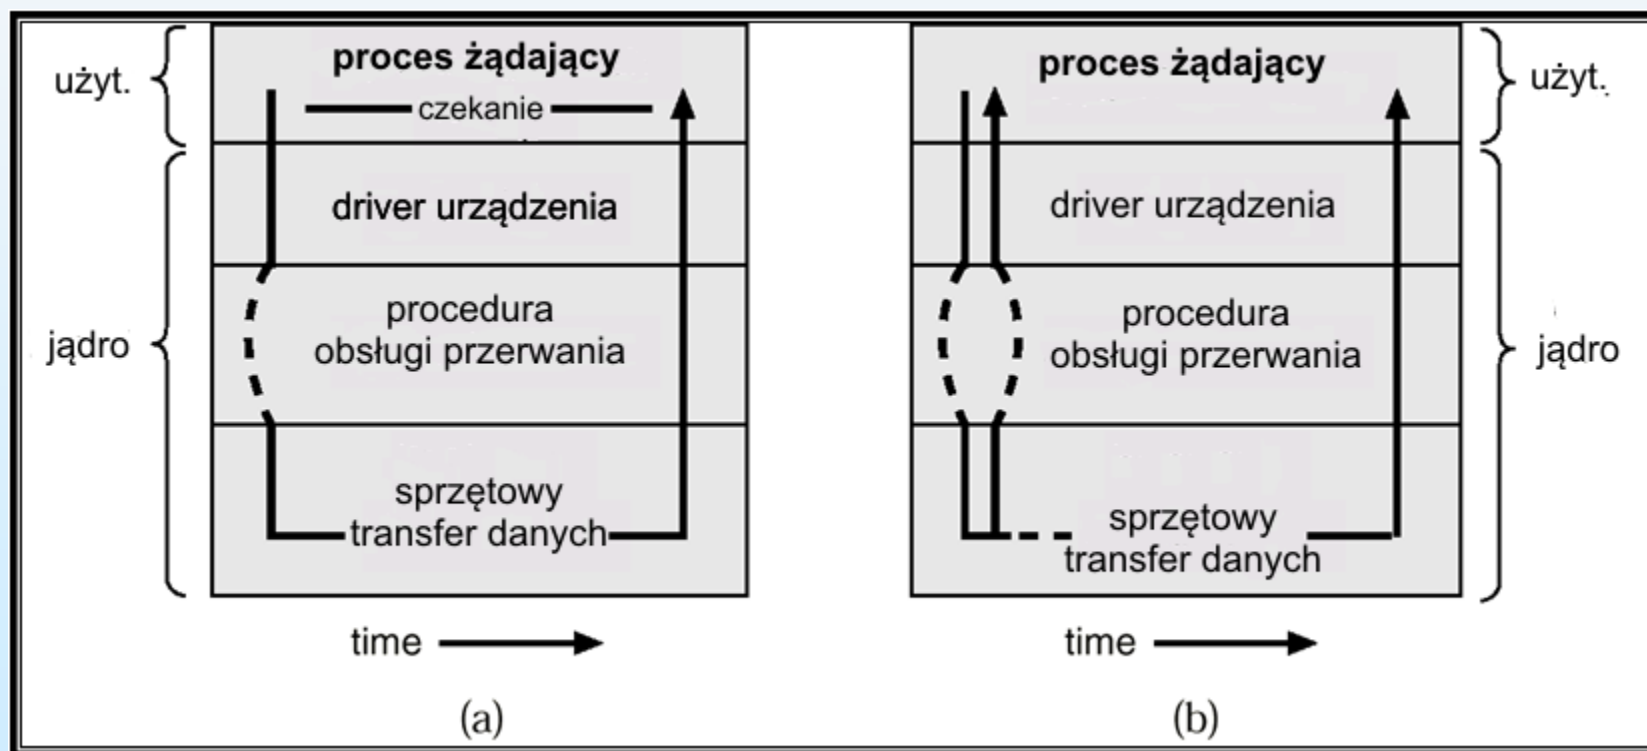 użyt.
proces żądający
czekanie
driver urządzenia
jądro
procedura
obsługi przerwania
sprzętowy
transfer danych
time
(a)
proces żądający
użyt.
driver urządzenia
procedura
obsługi przerwania
jądro
sprzętowy
transfer danych
time
(b)